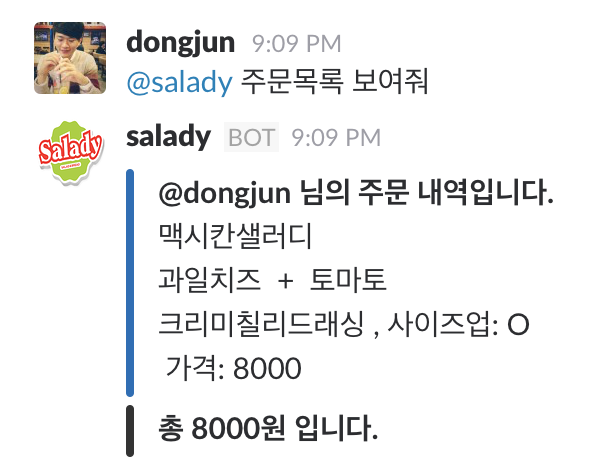 dongjun 9:09 PM
@salady 주문목록 보여줘
Salady
salady BOT 9:09 PM
@dongjun 님의 주문 내역입니다.
맥시칸샐러디
과일치즈 + 토마토
크리미칠리드래싱 , 사이즈업: O
가격: 8000
총 8000원 입니다.